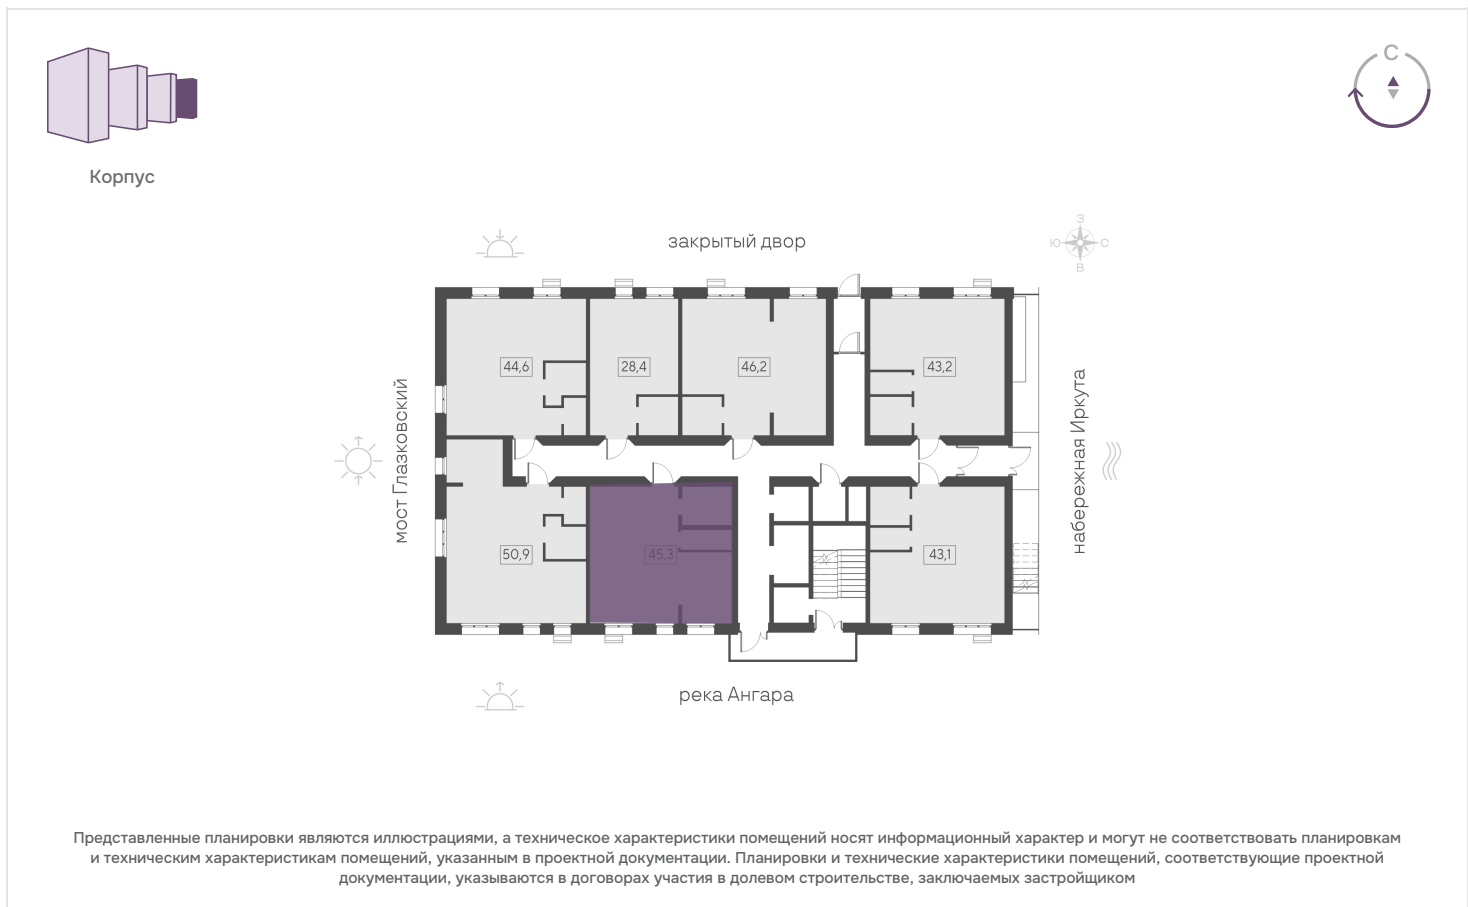 С
Корпус
закрытый двор
З
Ю С
В
44,6
28,4
46,2
43,2
мост Глазковский
набережная Иркута
50,9
45,3
43,1
река Ангара
Представленные планировки являются иллюстрациями, а техническое характеристики помещений носят информационный характер и могут не соответствовать планировкам
и техническим характеристикам помещений, указанным в проектной документации. Планировки и технические характеристики помещений, соответствующие проектной
документации, указываются в договорах участия в долевом строительстве, заключаемых застройщиком